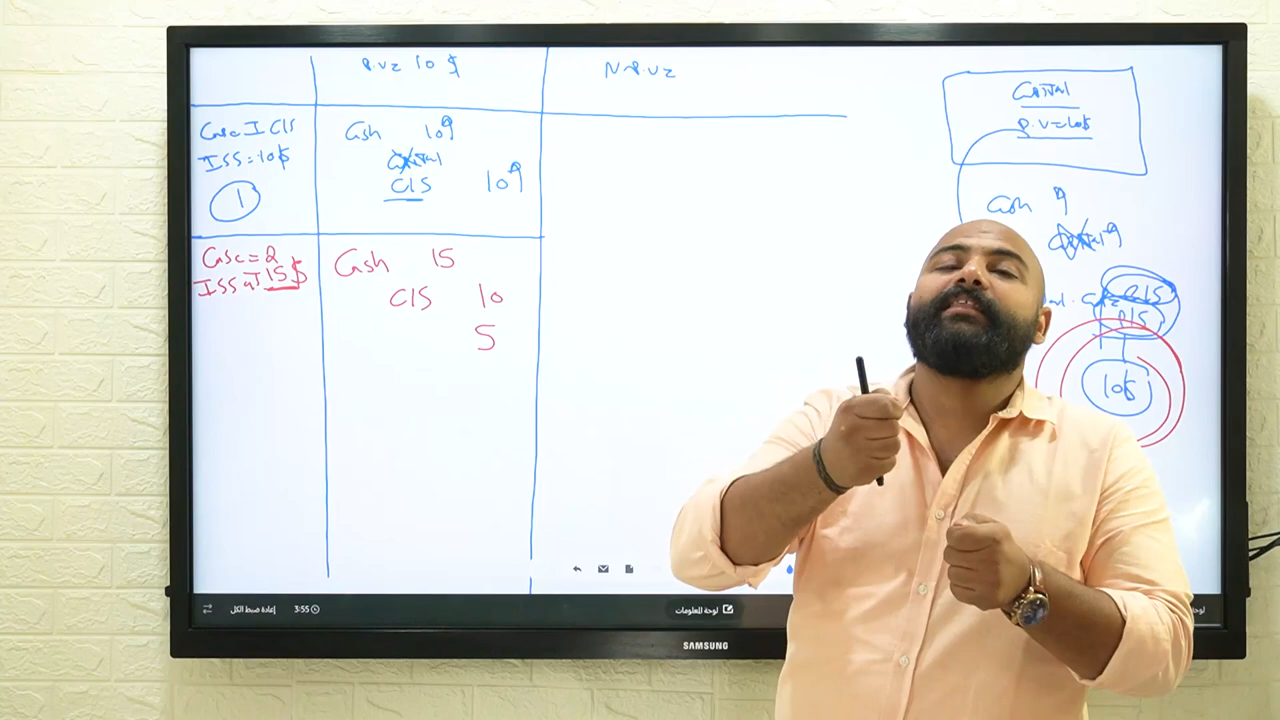 P.V= 10 $
N.P.V=
Case I C/S
ISS=10$
1
Cash 10
Capital
C/S 10
Case=2
ISS at 15$
Cash 15
C/S 10
5
Capital
P.V=10$
Cash
C/S
P/S
10$
إعادة ضبط الكل
3:55
لوحة المعلومات
SAMSUNG